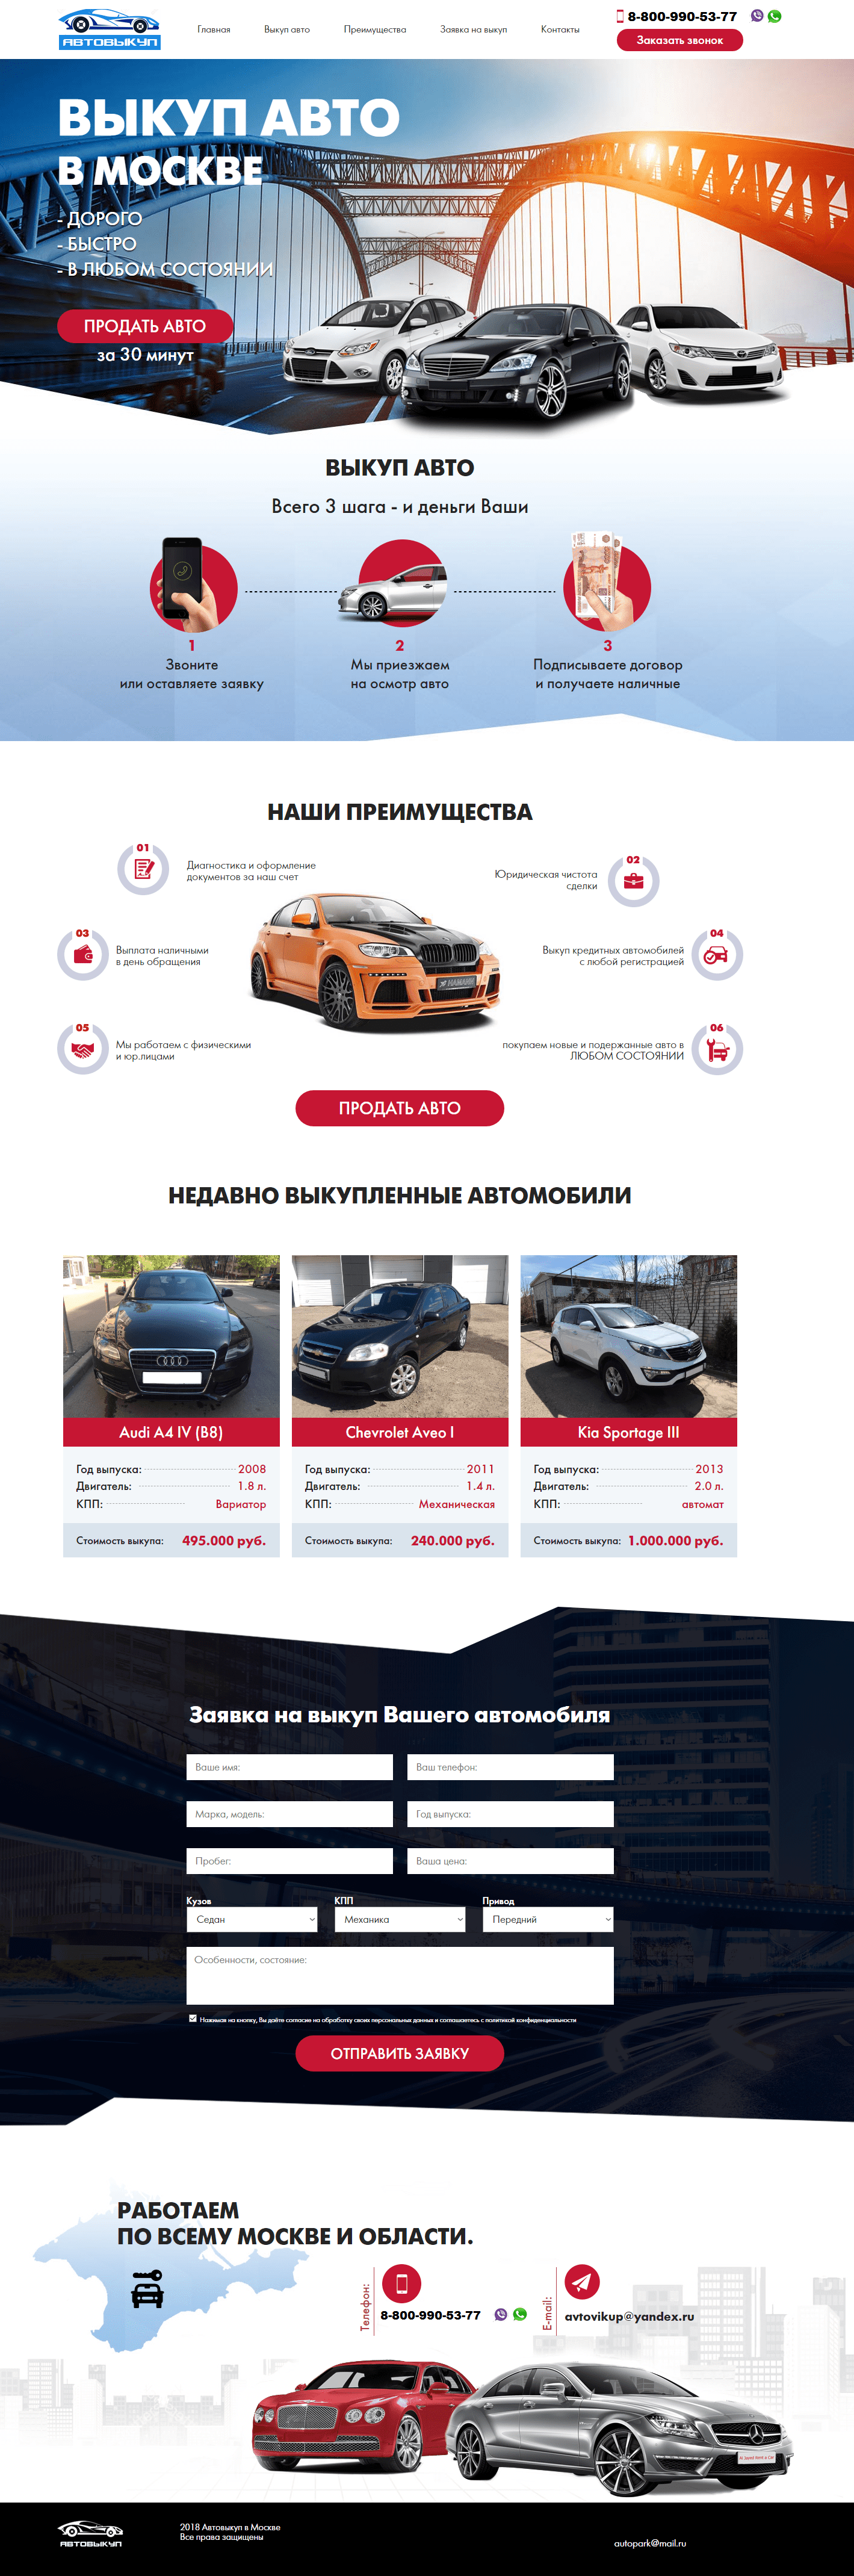 АВТОВЫКУП
Главная
Выкуп авто
Преимущества
Заявка на выкуп
Контакты
8-800-990-53-77
Заказать звонок
ВЫКУП АВТО
В МОСКВЕ
- ДОРОГО
- БЫСТРО
- В ЛЮБОМ СОСТОЯНИИ
ПРОДАТЬ АВТО
за 30 минут
ВЫКУП АВТО
Всего 3 шага - и деньги Ваши
1
Звоните
или оставляете заявку
2
Мы приезжаем
на осмотр авто
3
Подписываете договор
и получаете наличные
НАШИ ПРЕИМУЩЕСТВА
01
Диагностика и оформление
документов за наш счет
02
Юридическая чистота
сделки
03
Выплата наличными
в день обращения
04
Выкуп кредитных автомобилей
с любой регистрацией
05
Мы работаем с физическими
и юр.лицами
06
покупаем новые и подержанные авто в
ЛЮБОМ СОСТОЯНИИ
HAMANN
ПРОДАТЬ АВТО
НЕДАВНО ВЫКУПЛЕННЫЕ АВТОМОБИЛИ
Audi A4 IV (B8)
Год выпуска: 2008
Двигатель: 1.8 л.
КПП: Вариатор
Стоимость выкупа: 495.000 руб.
Chevrolet Aveo I
Год выпуска: 2011
Двигатель: 1.4 л.
КПП: Механическая
Стоимость выкупа: 240.000 руб.
Kia Sportage III
Год выпуска: 2013
Двигатель: 2.0 л.
КПП: автомат
Стоимость выкупа: 1.000.000 руб.
Заявка на выкуп Вашего автомобиля
Ваше имя:
Ваш телефон:
Марка, модель:
Год выпуска:
Пробег:
Ваша цена:
Кузов
КПП
Привод
Седан
Механика
Передний
Особенности, состояние:
Нажимая на кнопку, Вы даёте согласие на обработку своих персональных данных и соглашаетесь с политикой конфиденциальности
ОТПРАВИТЬ ЗАЯВКУ
РАБОТАЕМ
ПО ВСЕМУ МОСКВЕ И ОБЛАСТИ.
Телефон:
8-800-990-53-77
E-mail:
avtovikup@yandex.ru
Al Sayed Rent a Car
АВТОВЫКУП
2018 Автовыкуп в Москве
Все права защищены
autopark@mail.ru